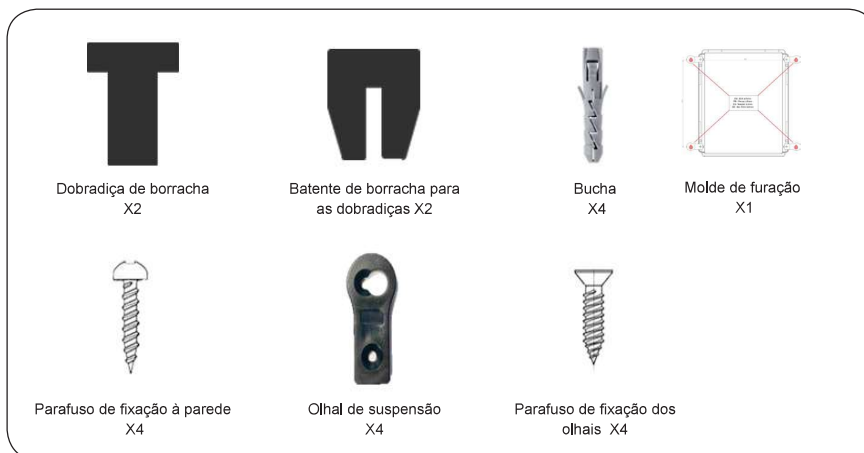 Dobradiça de borracha
X2
Batente de borracha para
as dobradiças X2
Bucha
X4
Molde de furação
X1
Parafuso de fixação à parede
X4
Olhal de suspensão
X4
Parafuso de fixação dos
olhais X4